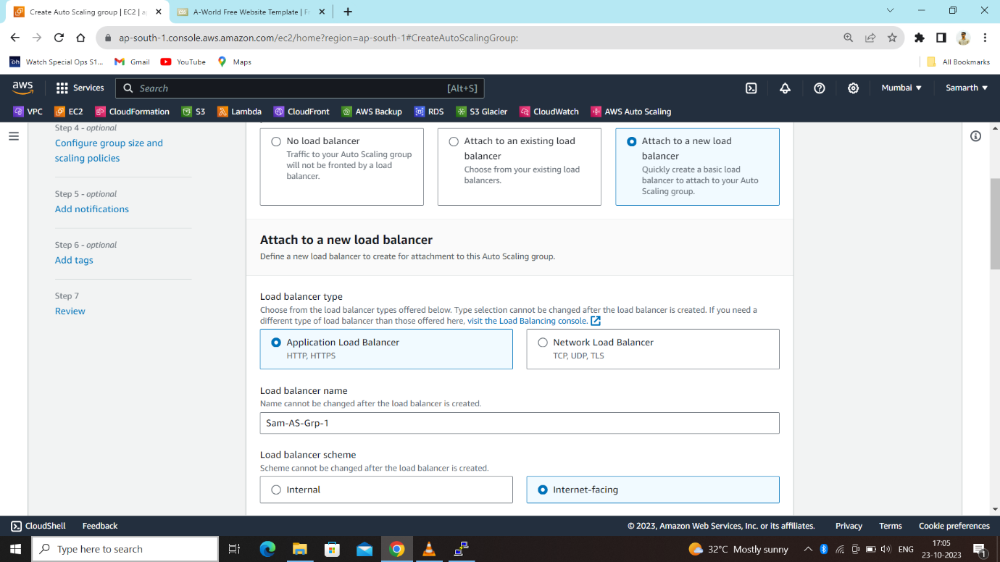 Create Auto Scaling group | EC2 | a
A-World Free Website Template | Fr
ap-south-1.console.aws.amazon.com/ec2/home?region=ap-south-1#CreateAutoScalingGroup:
Watch Special Ops S1...
Gmail
YouTube
Maps
All Bookmarks
aws
Services
Search
[Alt+S]
Mumbai
Samarth
VPC
EC2
CloudFormation
S3
Lambda
CloudFront
AWS Backup
RDS
S3 Glacier
CloudWatch
AWS Auto Scaling
Step 4 - optional
Configure group size and
scaling policies
Step 5 - optional
Add notifications
Step 6 - optional
Add tags
Step 7
Review
No load balancer
Traffic to your Auto Scaling group
will not be fronted by a load
balancer.
Attach to an existing load
balancer
Choose from your existing load
balancers.
Attach to a new load
balancer
Quickly create a basic load
balancer to attach to your Auto
Scaling group.
Attach to a new load balancer
Define a new load balancer to create for attachment to this Auto Scaling group.
Load balancer type
Choose from the load balancer types offered below. Type selection cannot be changed after the load balancer is created. If you need a
different type of load balancer than those offered here, visit the Load Balancing console.
Application Load Balancer
HTTP, HTTPS
Network Load Balancer
TCP, UDP, TLS
Load balancer name
Name cannot be changed after the load balancer is created.
Sam-AS-Grp-1
Load balancer scheme
Scheme cannot be changed after the load balancer is created.
Internal
Internet-facing
CloudShell
Feedback
© 2023, Amazon Web Services, Inc. or its affiliates.
Privacy
Terms
Cookie preferences
Type here to search
32°C Mostly sunny
ENG
17:05
23-10-2023
1